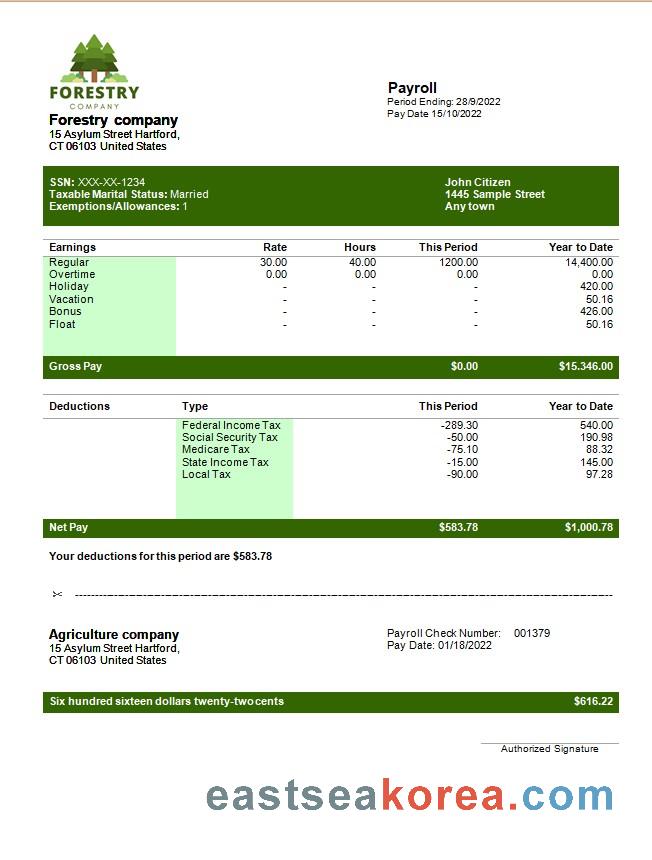 FORESTRY
COMPANY
Forestry company
15 Asylum Street Hartford,
CT 06103 United States
Payroll
Period Ending: 28/9/2022
Pay Date 15/10/2022
SSN: XXX-XX-1234
Taxable Marital Status: Married
Exemptions/Allowances: 1
John Citizen
1445 Sample Street
Any town
Earnings Rate Hours This Period Year to Date
Regular 30.00 40.00 1200.00 14,400.00
Overtime 0.00 0.00 0.00 0.00
Holiday - - - 420.00
Vacation - - - 50.16
Bonus - - - 426.00
Float - - - 50.16
Gross Pay $0.00 $15.346.00
Deductions Type This Period Year to Date
Federal Income Tax -289.30 540.00
Social Security Tax -50.00 190.98
Medicare Tax -75.10 88.32
State Income Tax -15.00 145.00
Local Tax -90.00 97.28
Net Pay $583.78 $1,000.78
Your deductions for this period are $583.78
Agriculture company
15 Asylum Street Hartford,
CT 06103 United States
Payroll Check Number: 001379
Pay Date: 01/18/2022
Six hundred sixteen dollars twenty-two cents $616.22
Authorized Signature
eastseakorea.com